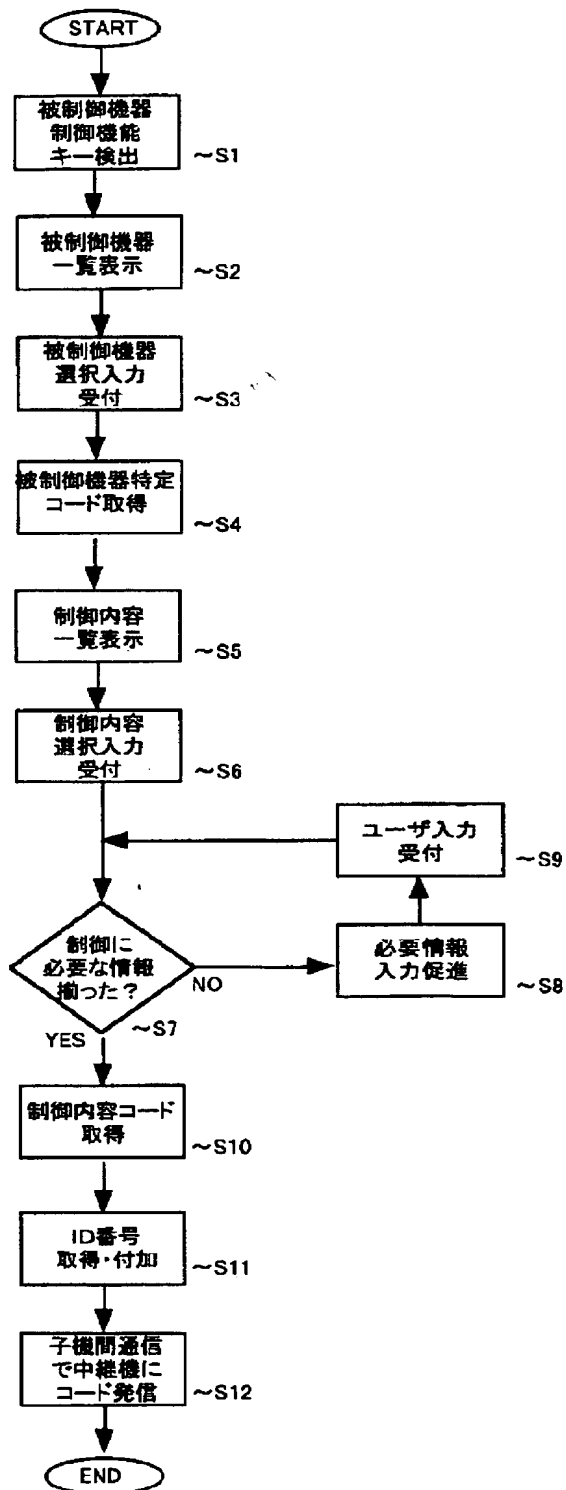 START
被制御機器
制御機能
キー検出
~S1
被制御機器
一覧表示
~S2
被制御機器
選択入力
受付
~S3
被制御機器特定
コード取得
~S4
制御内容
一覧表示
~S5
制御内容
選択入力
受付
~S6
ユーザ入力
受付
~S9
制御に
必要な情報
揃った？
~S7
NO
YES
必要情報
入力促進
~S8
制御内容コード
取得
~S10
ID番号
取得・付加
~S11
子機間通信
で中継機に
コード発信
~S12
END